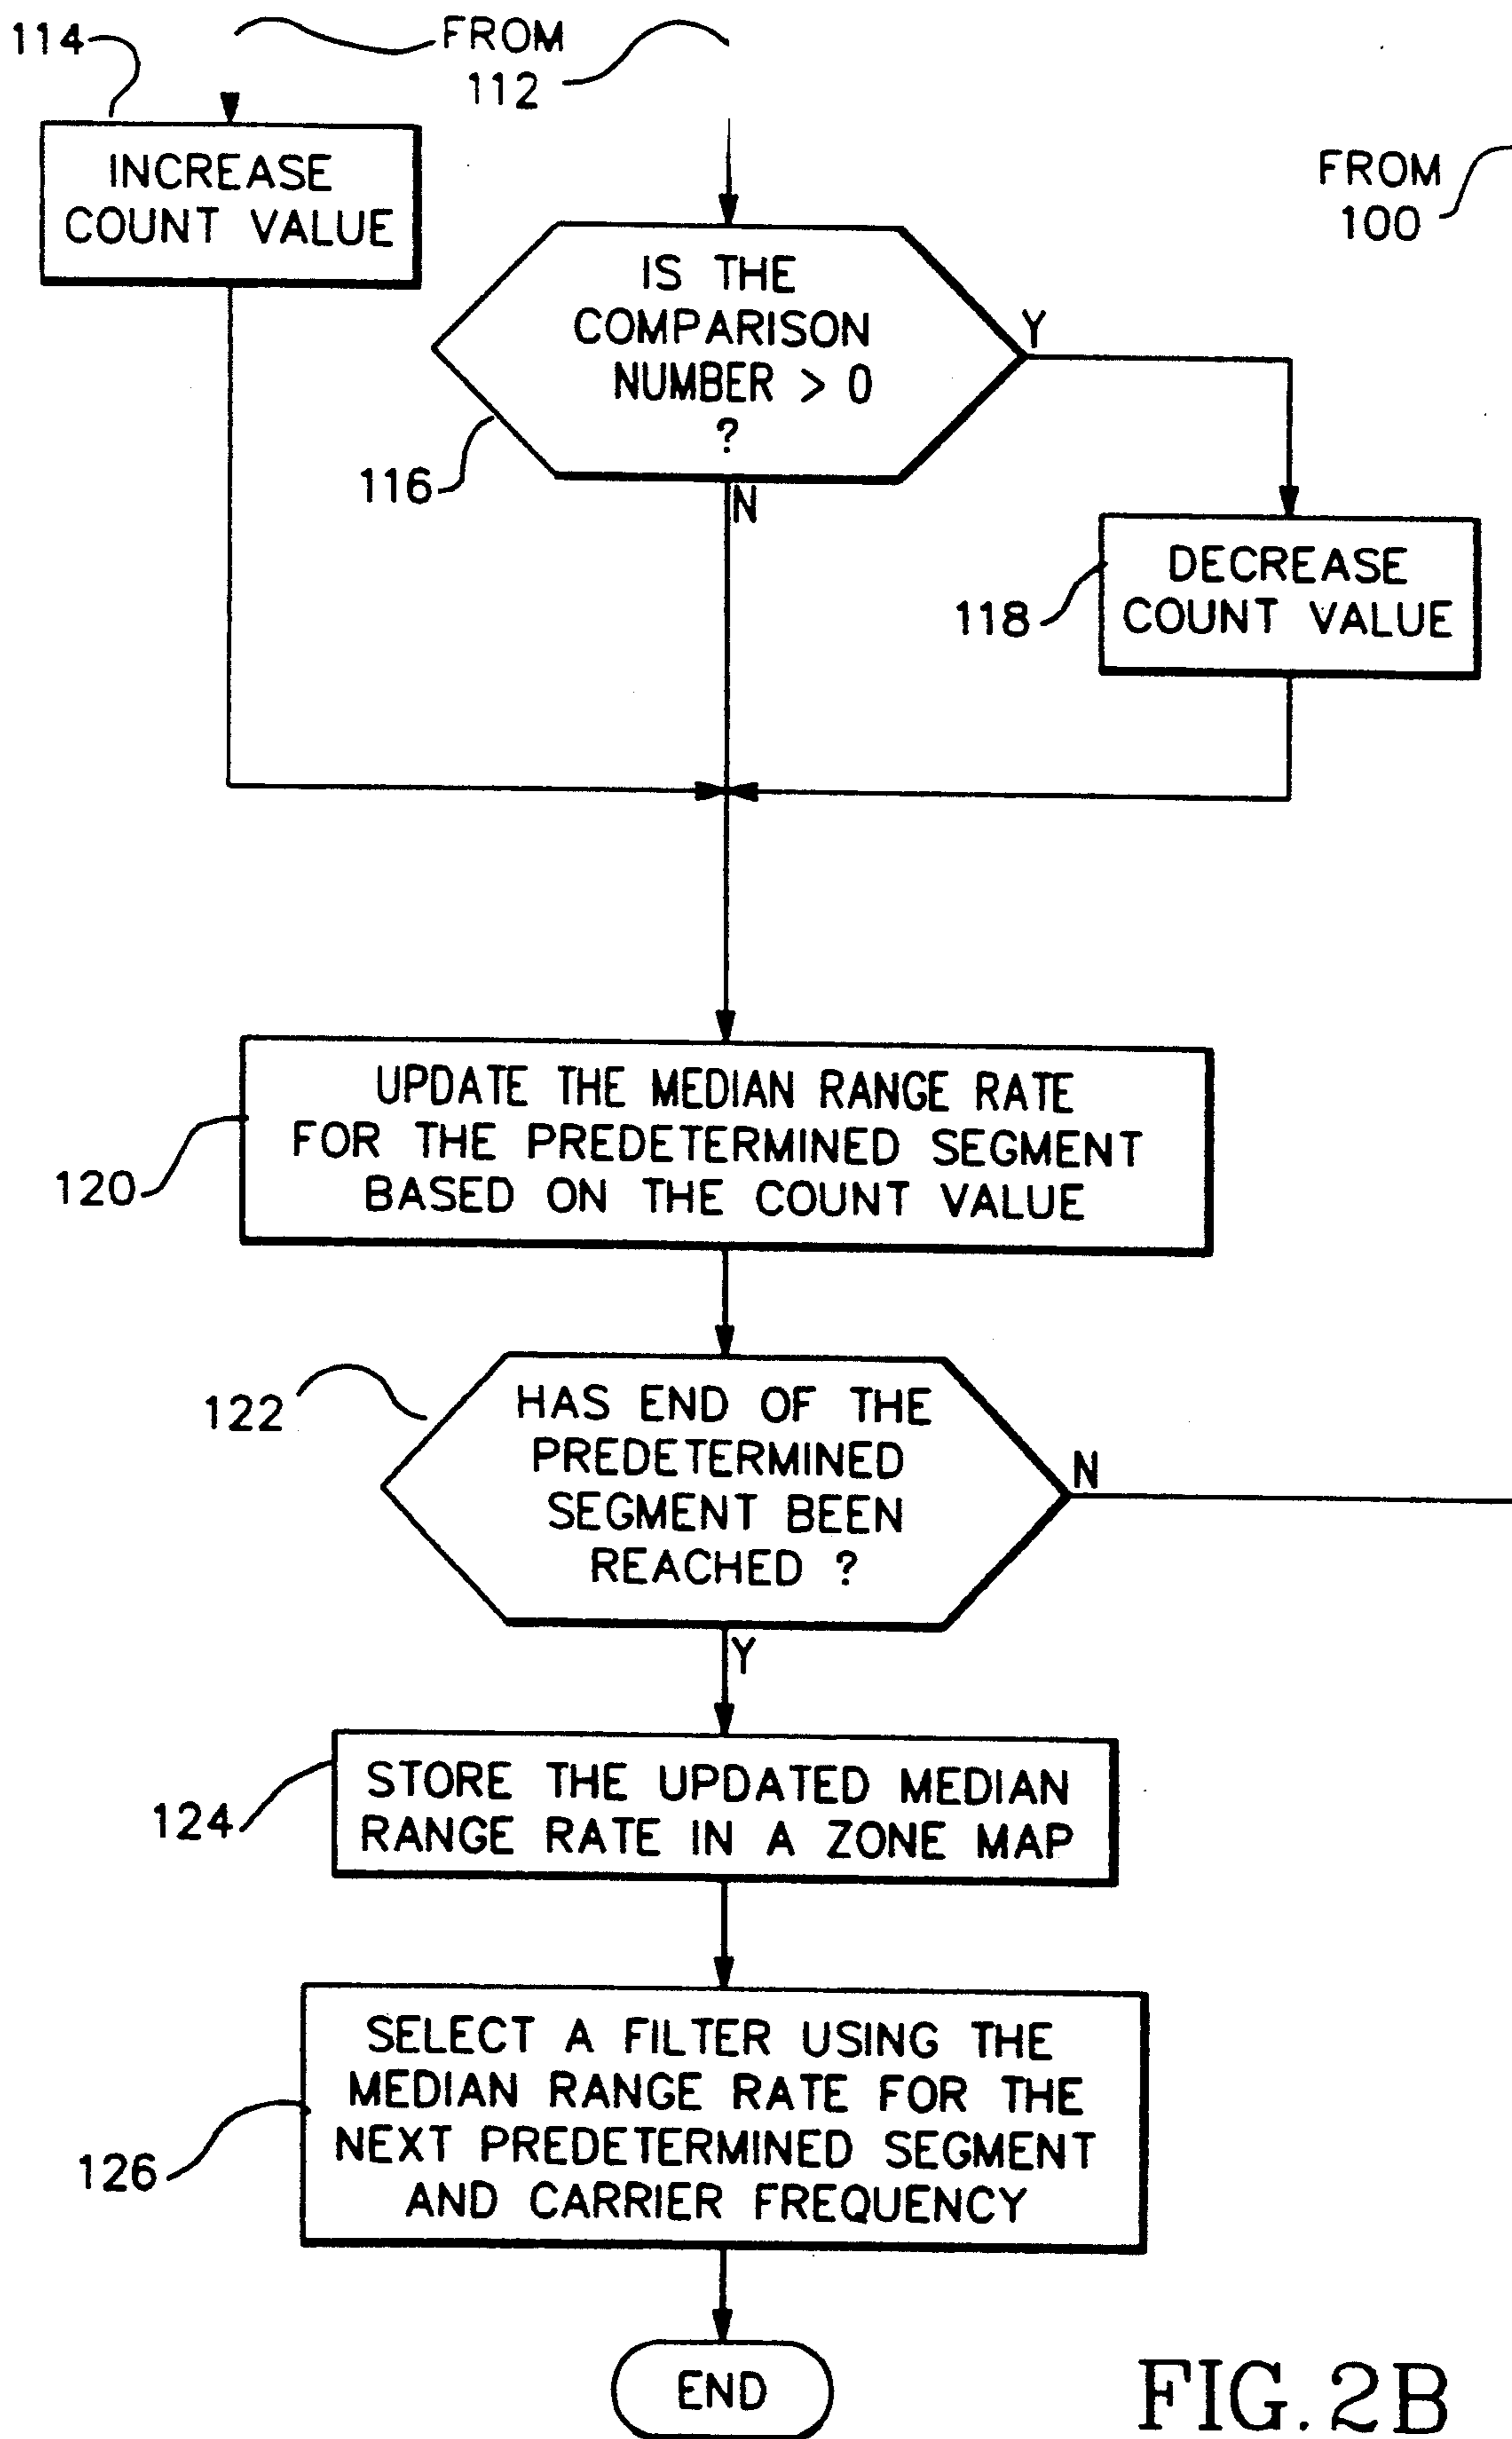 114
FROM
112
INCREASE
COUNT VALUE
FROM
100
IS THE
COMPARISON
NUMBER > 0
?
Y
116
N
DECREASE
COUNT VALUE
118
UPDATE THE MEDIAN RANGE RATE
FOR THE PREDETERMINED SEGMENT
BASED ON THE COUNT VALUE
120
HAS END OF THE
PREDETERMINED
SEGMENT BEEN
REACHED ?
122
N
Y
STORE THE UPDATED MEDIAN
RANGE RATE IN A ZONE MAP
124
SELECT A FILTER USING THE
MEDIAN RANGE RATE FOR THE
NEXT PREDETERMINED SEGMENT
AND CARRIER FREQUENCY
126
END
FIG. 2B